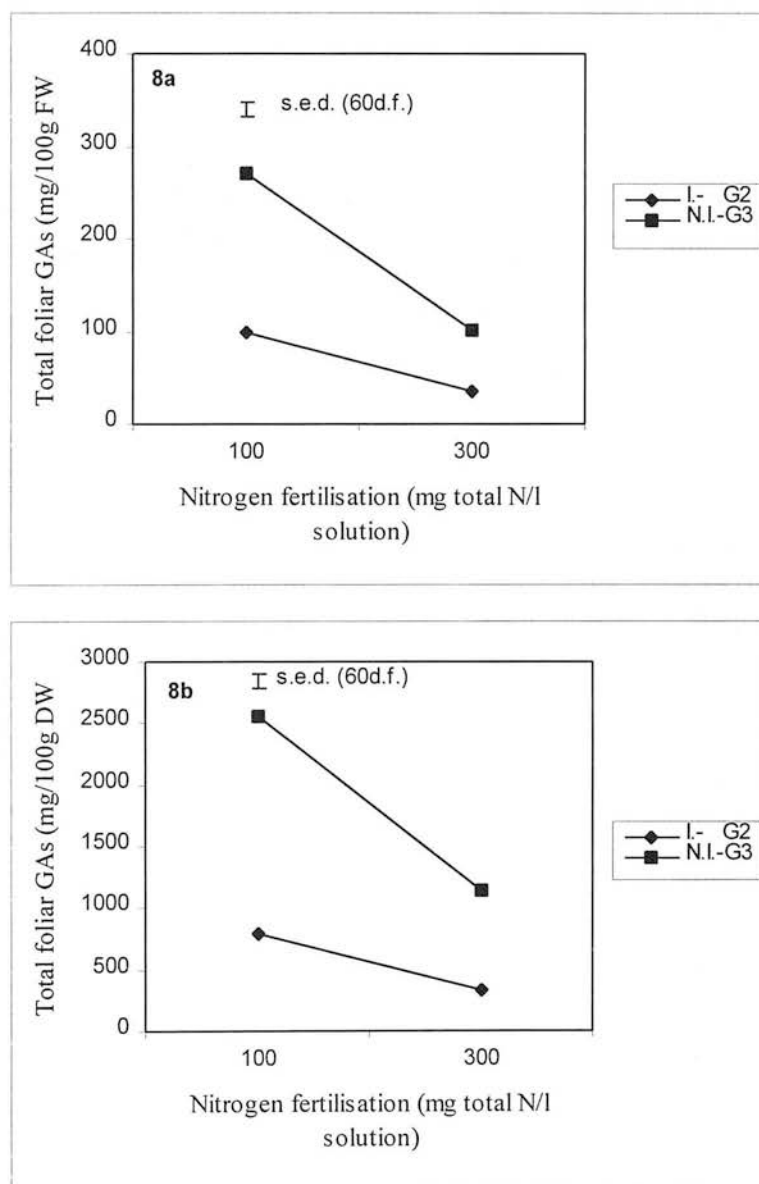 8a
s.e.d. (60d.f.)
Total foliar GAs (mg/100g FW)
400
300
200
100
0
100 300
Nitrogen fertilisation (mg total N/l
solution)
I.- G2
N.I.-G3
8b
s.e.d. (60d.f.)
Total foliar GAs (mg/100g DW)
3000
2500
2000
1500
1000
500
0
100 300
Nitrogen fertilisation (mg total N/l
solution)
I.- G2
N.I.-G3